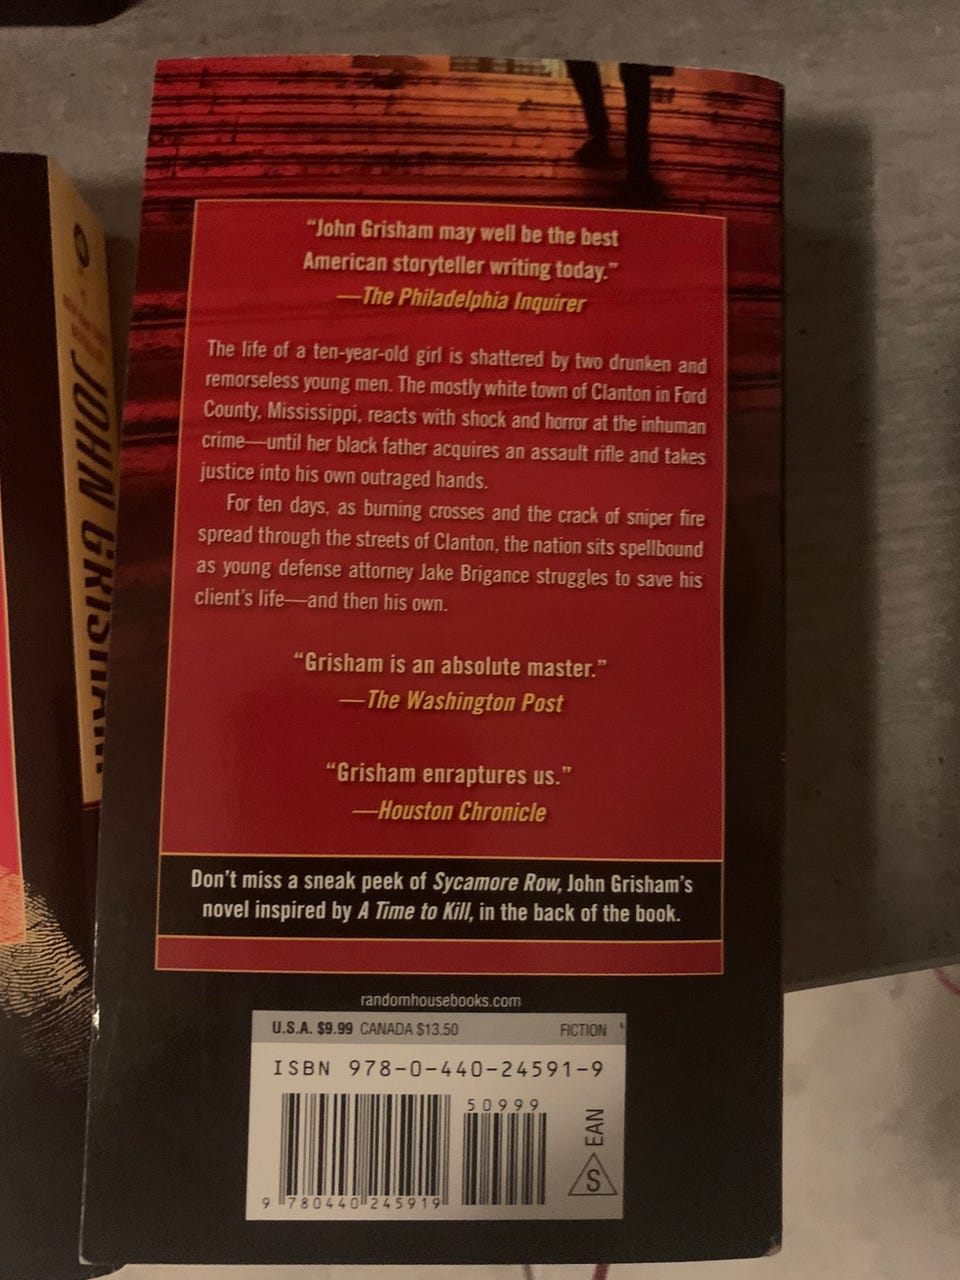 "John Grisham may well be the best
American storyteller writing today."
—The Philadelphia Inquirer
The life of a ten-year-old girl is shattered by two drunken and
remorseless young men. The mostly white town of Clanton in Ford
County, Mississippi, reacts with shock and horror at the inhuman
crime—until her black father acquires an assault rifle and takes
justice into his own outraged hands.
For ten days, as burning crosses and the crack of sniper fire
spread through the streets of Clanton, the nation sits spellbound
as young defense attorney Jake Brigance struggles to save his
client's life—and then his own.
"Grisham is an absolute master."
—The Washington Post
"Grisham enraptures us."
—Houston Chronicle
Don't miss a sneak peek of Sycamore Row, John Grisham's
novel inspired by A Time to Kill, in the back of the book.
randomhousebooks.com
U.S.A. $9.99 CANADA $13.50 FICTION
ISBN 978-0-440-24591-9
50999
EAN
S
9 780440 245919
JOHN GRISHAM